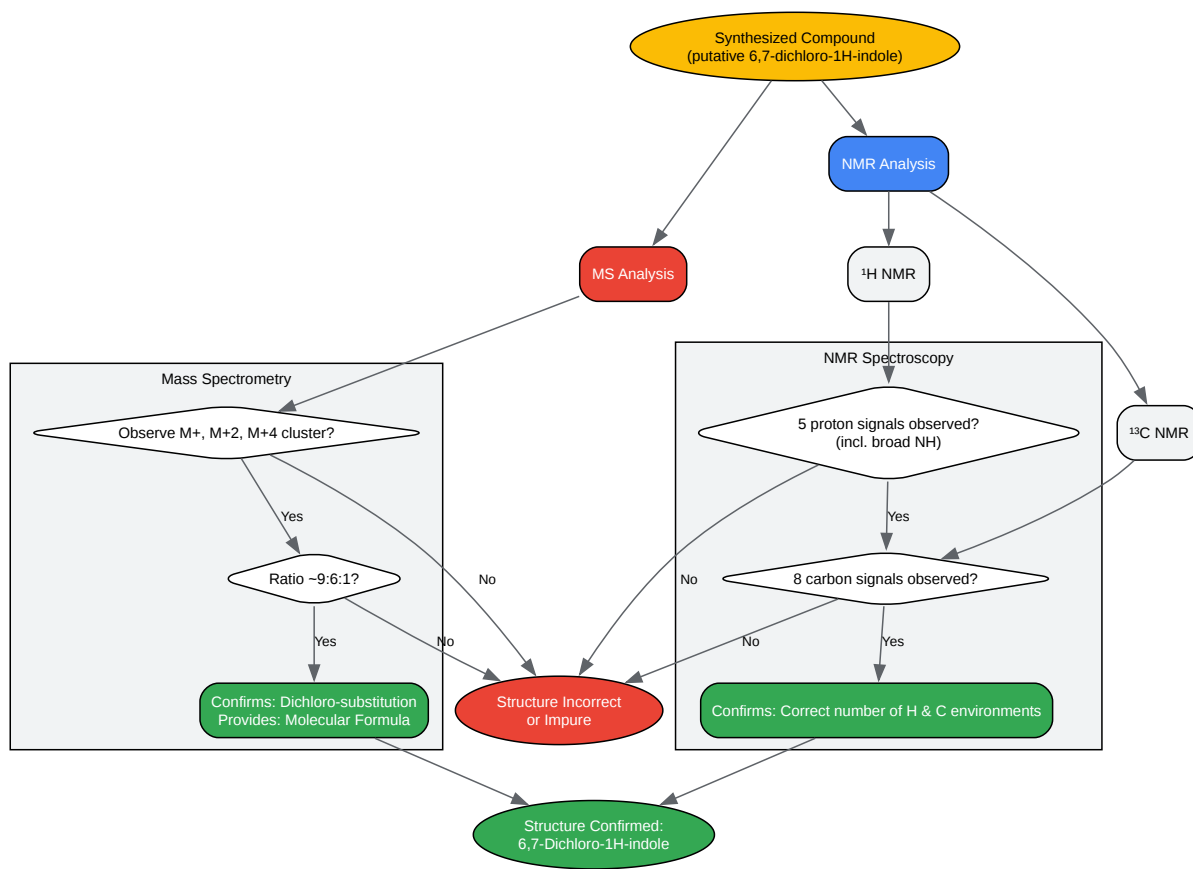 Synthesized Compound
(putative 6,7-dichloro-1H-indole)
NMR Analysis
MS Analysis
¹H NMR
Mass Spectrometry
NMR Spectroscopy
Observe M+, M+2, M+4 cluster?
5 proton signals observed?
(incl. broad NH)
¹³C NMR
Yes
Yes
Ratio ~9:6:1?
No
No
8 carbon signals observed?
Yes
No
No
Yes
Confirms: Dichloro-substitution
Provides: Molecular Formula
Structure Incorrect
or Impure
Confirms: Correct number of H & C environments
Structure Confirmed:
6,7-Dichloro-1H-indole